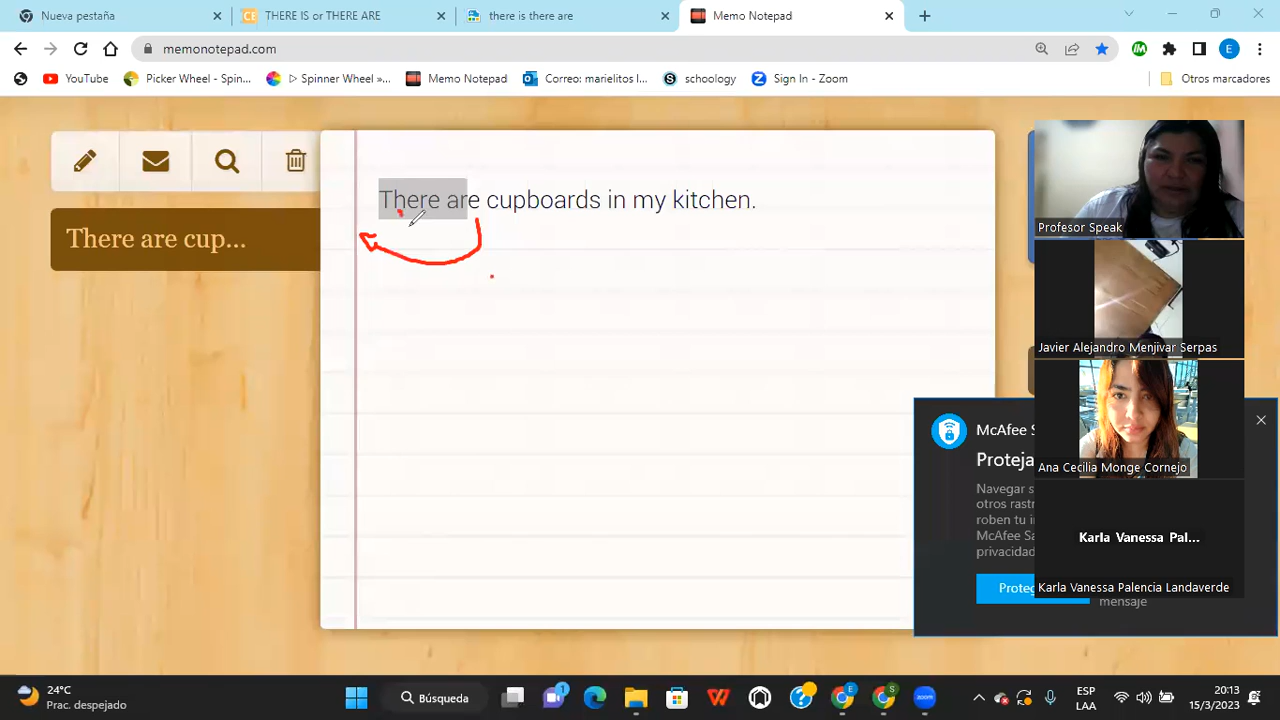 Nueva pestaña
THERE IS or THERE ARE
there is there are
Memo Notepad
memonotepad.com
E
YouTube
Picker Wheel - Spin...
▷ Spinner Wheel »...
Memo Notepad
Correo: marielitos l...
schoology
Sign In - Zoom
Otros marcadores
There are cup...
There are cupboards in my kitchen.
Profesor Speak
Javier Alejandro Menjivar Serpas
Ana Cecilia Monge Cornejo
Karla Vanessa Pal...
Karla Vanessa Palencia Landaverde
McAfee
Proteja
Navegar s
otros rastr
roben tu in
McAfee Sa
privacidad
Proteg
mensaje
24°C
Prac. despejado
Búsqueda
ESP
LAA
20:13
15/3/2023